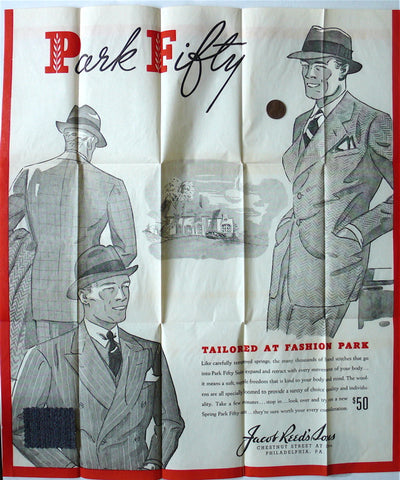 Park Fifty
TAILORED AT FASHION PARK
Like carefully tempered springs, the many thousands of hand stitches that go
into Park Fifty Suits expand and retract with every movement of your body...
it means a soft, supple freedom that is kind to your body and mind. The wool-
ens are all specially loomed to provide a rarity of choice quality and individu-
ality. Take a few minutes... stop in... look over and try on a new
Spring Park Fifty suit... they're sure worth your every consideration.
$50
Jacob Reed's Sons
CHESTNUT STREET AT
PHILADELPHIA, PA.